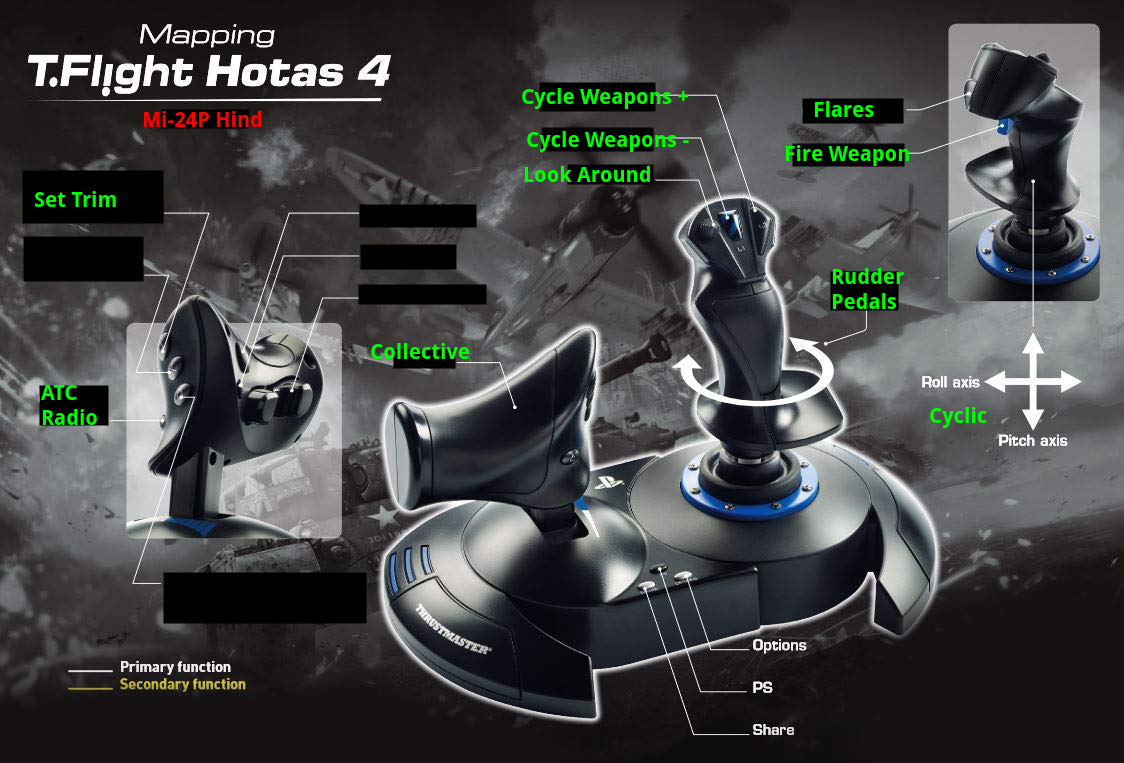 Mapping
T.Flight Hotas 4
Mi-24P Hind
Cycle Weapons +
Cycle Weapons -
Look Around
Flares
Fire Weapon
Set Trim
Rudder
Pedals
Collective
ATC
Radio
Roll axis
Cyclic
Pitch axis
L1
THRUSTMASTER
Options
PS
Share
Primary function
Secondary function